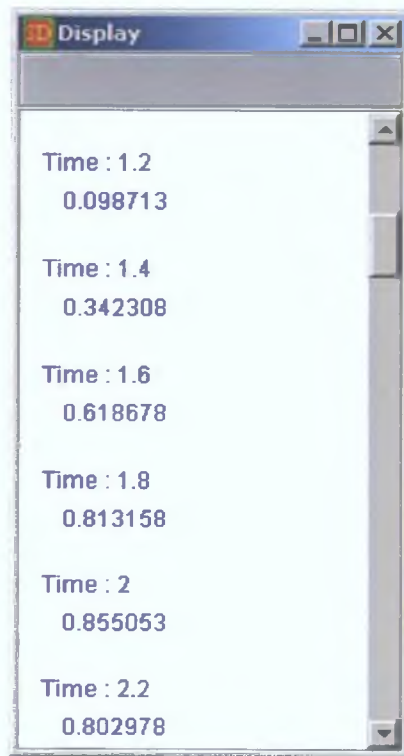 Display
Time : 1.2
0.098713
Time : 1.4
0.342308
Time : 1.6
0.618678
Time : 1.8
0.813158
Time : 2
0.855053
Time : 2.2
0.802978